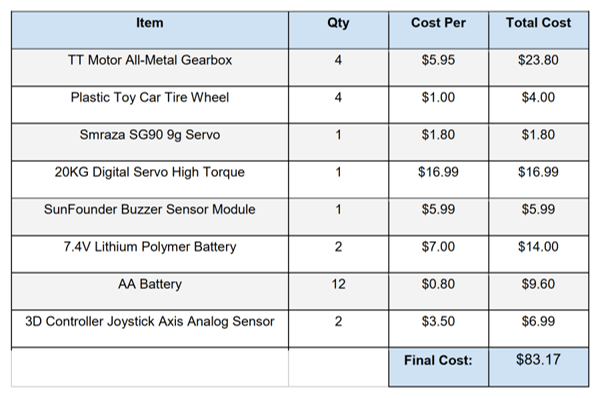 Item Qty Cost Per Total Cost
TT Motor All-Metal Gearbox 4 $5.95 $23.80
Plastic Toy Car Tire Wheel 4 $1.00 $4.00
Smraza SG90 9g Servo 1 $1.80 $1.80
20KG Digital Servo High Torque 1 $16.99 $16.99
SunFounder Buzzer Sensor Module 1 $5.99 $5.99
7.4V Lithium Polymer Battery 2 $7.00 $14.00
AA Battery 12 $0.80 $9.60
3D Controller Joystick Axis Analog Sensor 2 $3.50 $6.99
Final Cost: $83.17